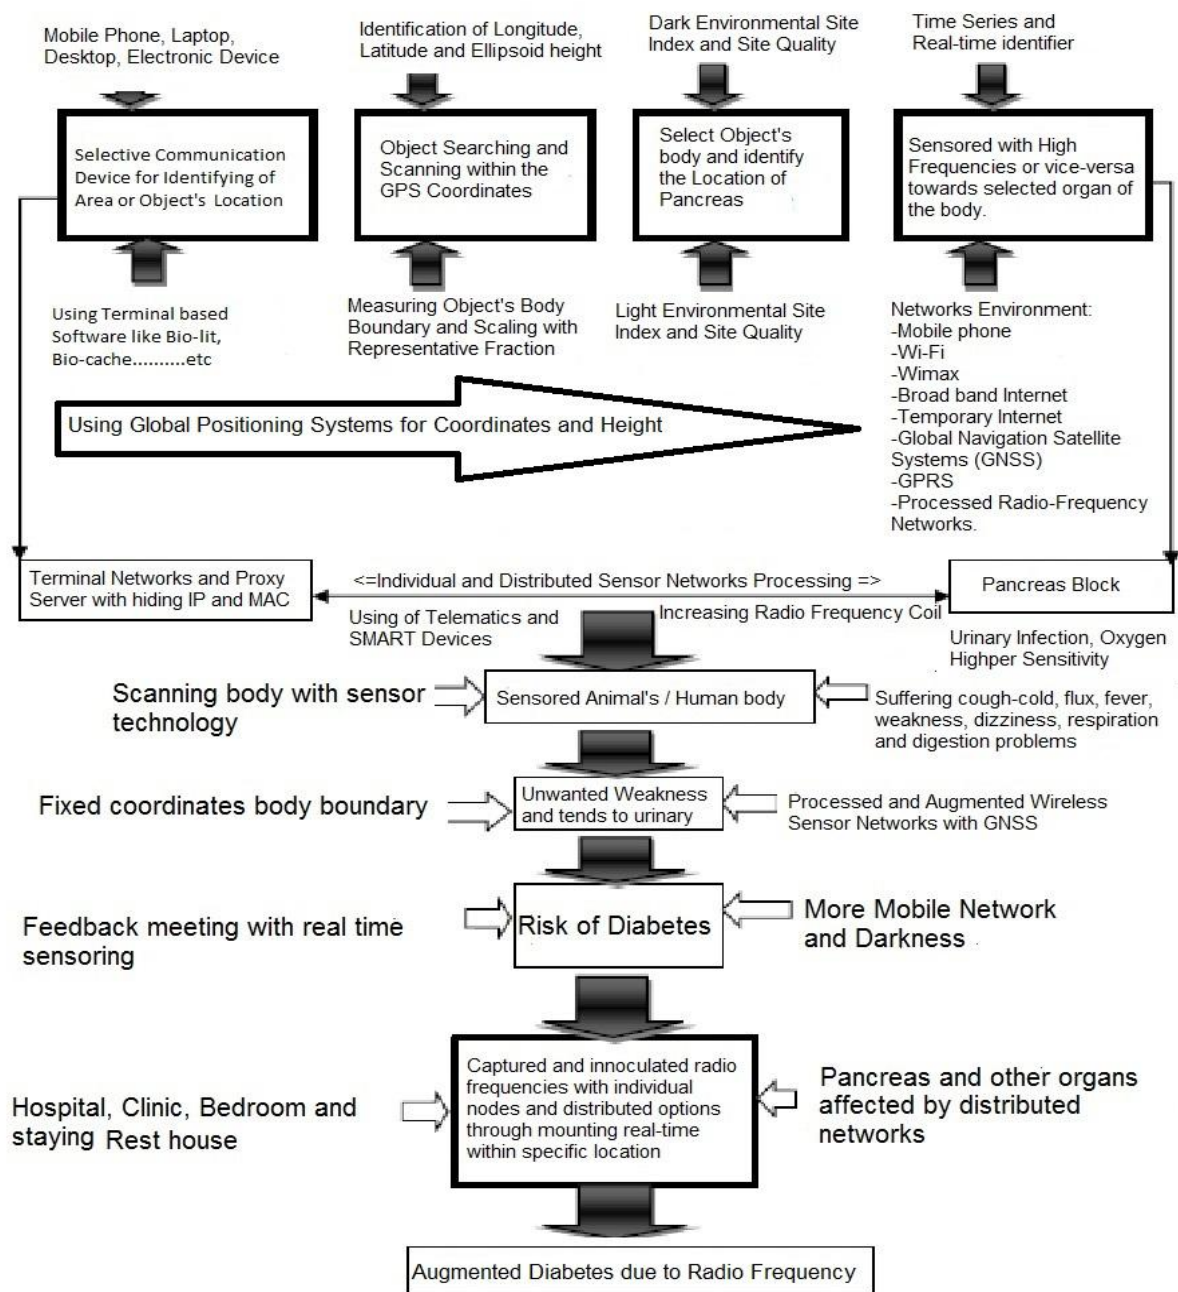 Mobile Phone, Laptop,
Desktop, Electronic Device
Identification of Longitude,
Latitude and Ellipsoid height
Dark Environmental Site
Index and Site Quality
Time Series and
Real-time identifier
Selective Communication
Device for Identifying of
Area or Object's Location
Object Searching and
Scanning within the
GPS Coordinates
Select Object's
body and identify
the Location of
Pancreas
Sensored with High
Frequencies or vice-versa
towards selected organ of
the body.
Using Terminal based
Software like Bio-lit,
Bio-cache..........etc
Measuring Object's Body
Boundary and Scaling with
Representative Fraction
Light Environmental Site
Index and Site Quality
Networks Environment:
-Mobile phone
-Wi-Fi
-Wimax
-Broad band Internet
-Temporary Internet
-Global Navigation Satellite
Systems (GNSS)
-GPRS
-Processed Radio-Frequency
Networks.
Using Global Positioning Systems for Coordinates and Height
Terminal Networks and Proxy
Server with hiding IP and MAC
<=Individual and Distributed Sensor Networks Processing =>
Pancreas Block
Using of Telematics and
SMART Devices
Increasing Radio Frequency Coil
Urinary Infection, Oxygen
Highper Sensitivity
Scanning body with sensor
technology
Sensored Animal's / Human body
Suffering cough-cold, flux, fever,
weakness, dizziness, respiration
and digestion problems
Fixed coordinates body boundary
Unwanted Weakness
and tends to urinary
Processed and Augmented Wireless
Sensor Networks with GNSS
Feedback meeting with real time
sensoring
Risk of Diabetes
More Mobile Network
and Darkness
Hospital, Clinic, Bedroom and
staying Rest house
Captured and innoculated radio
frequencies with individual
nodes and distributed options
through mounting real-time
within specific location
Pancreas and other organs
affected by distributed
networks
Augmented Diabetes due to Radio Frequency